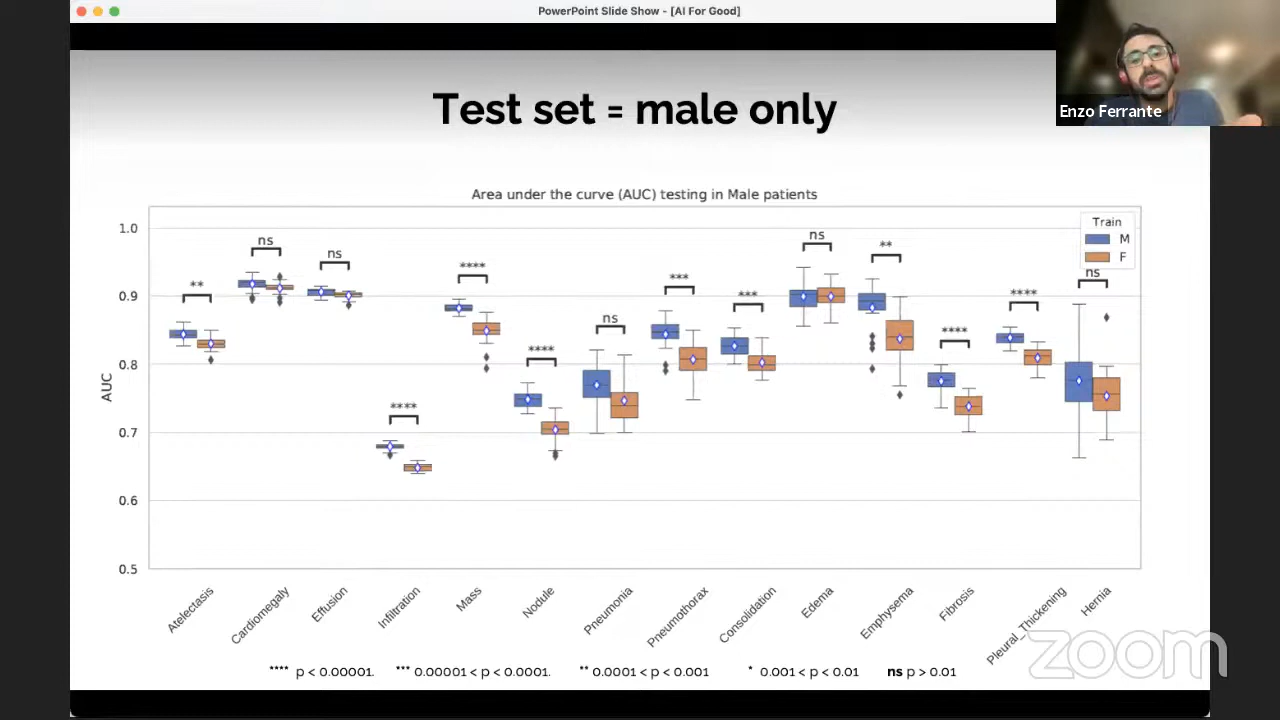 PowerPoint Slide Show - [AI For Good]
Enzo Ferrante
Test set = male only
Area under the curve (AUC) testing in Male patients
Train
M
F
AUC
1.0
0.9
0.8
0.7
0.6
0.5
**
ns
ns
****
****
****
ns
***
***
ns
**
****
****
ns
Atelectasis
Cardiomegaly
Effusion
Infiltration
Mass
Nodule
Pneumonia
Pneumothorax
Consolidation
Edema
Emphysema
Fibrosis
Pleural_Thickening
Hernia
**** p < 0.00001. *** 0.00001 < p < 0.0001. ** 0.0001 < p < 0.001 * 0.001 < p < 0.01 ns p > 0.01
zoom